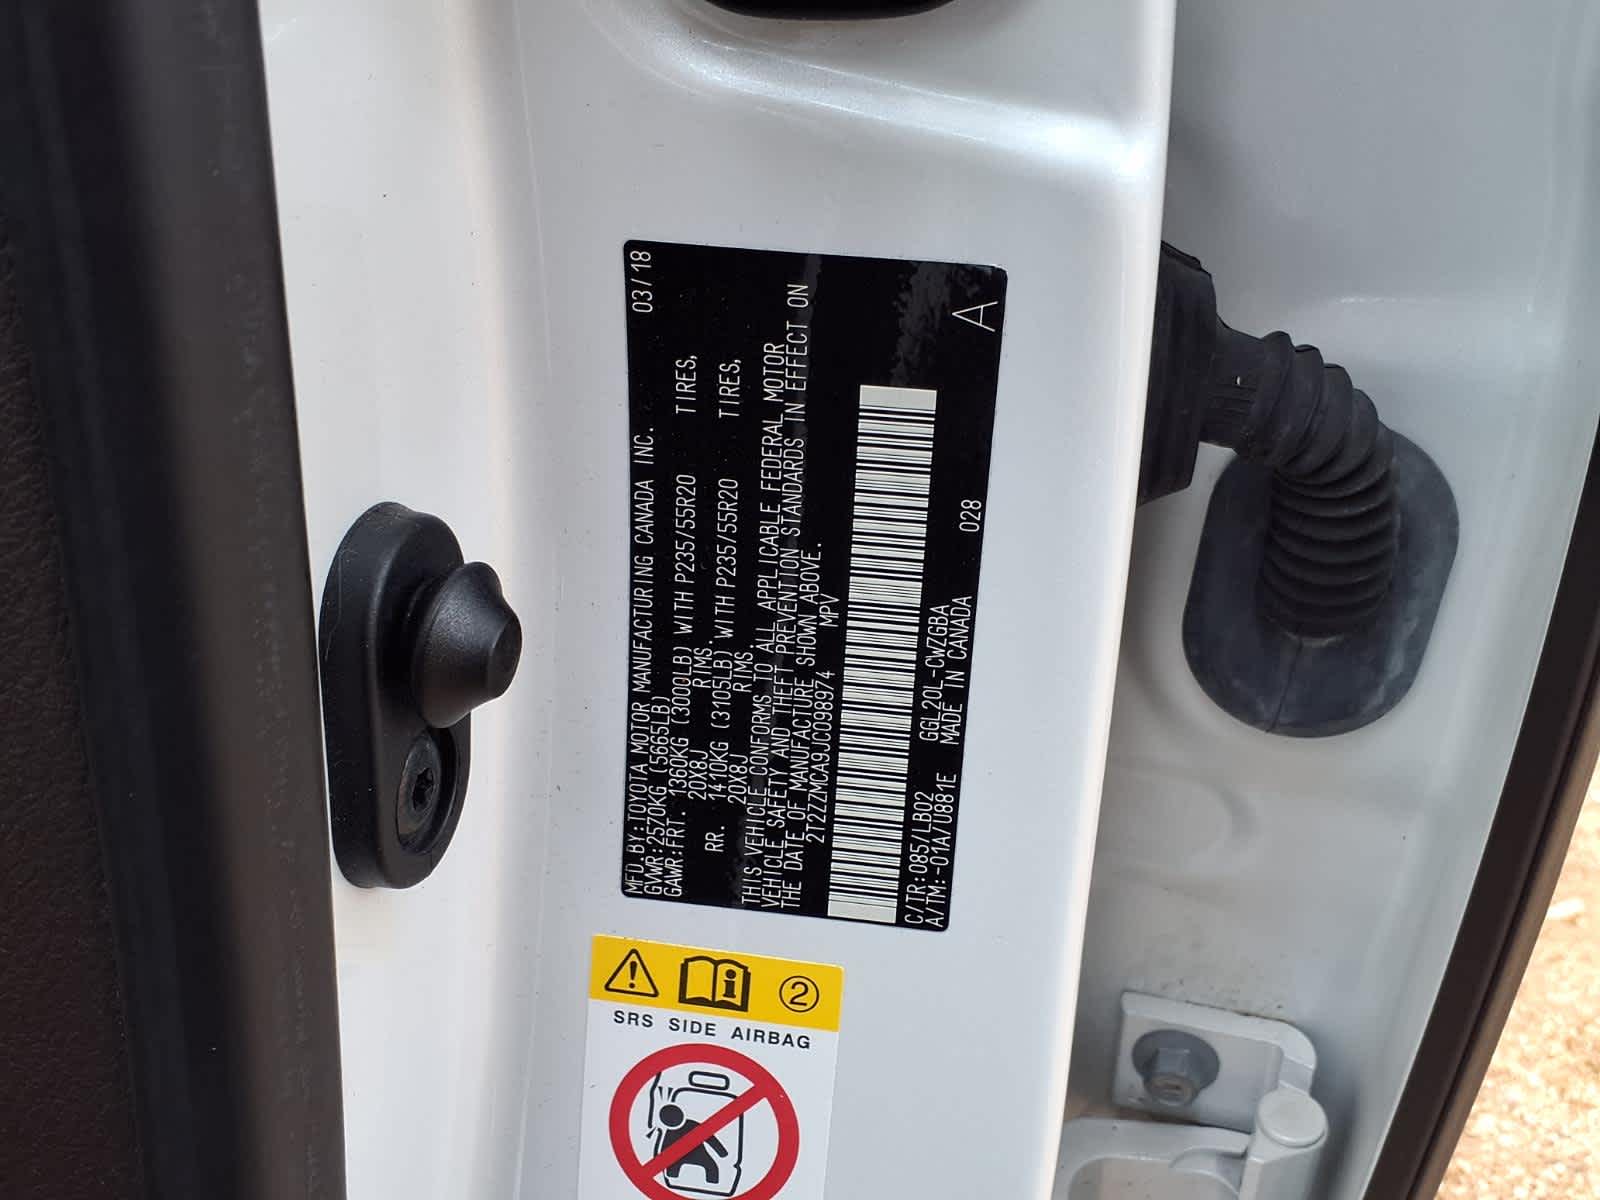 MFD.BY:TOYOTA MOTOR MANUFACTURING CANADA INC. 03/18
GVWR:2570KG (5665LB)
GAWR:FRT. 1360KG (3000LB) WITH P235/55R20 TIRES,
20X8J RIMS.
RR. 1410KG (3105LB) WITH P235/55R20 TIRES,
20X8J RIMS.
THIS VEHICLE CONFORMS TO ALL APPLICABLE FEDERAL MOTOR
VEHICLE SAFETY AND THEFT PREVENTION STANDARDS IN EFFECT ON
THE DATE OF MANUFACTURE SHOWN ABOVE.
2T2ZZMCA9JC098974 MPV
C/TR:085/LB02 GGL20L-CWZGBA 028 A
A/TM:-01A/U881E MADE IN CANADA
2
SRS SIDE AIRBAG